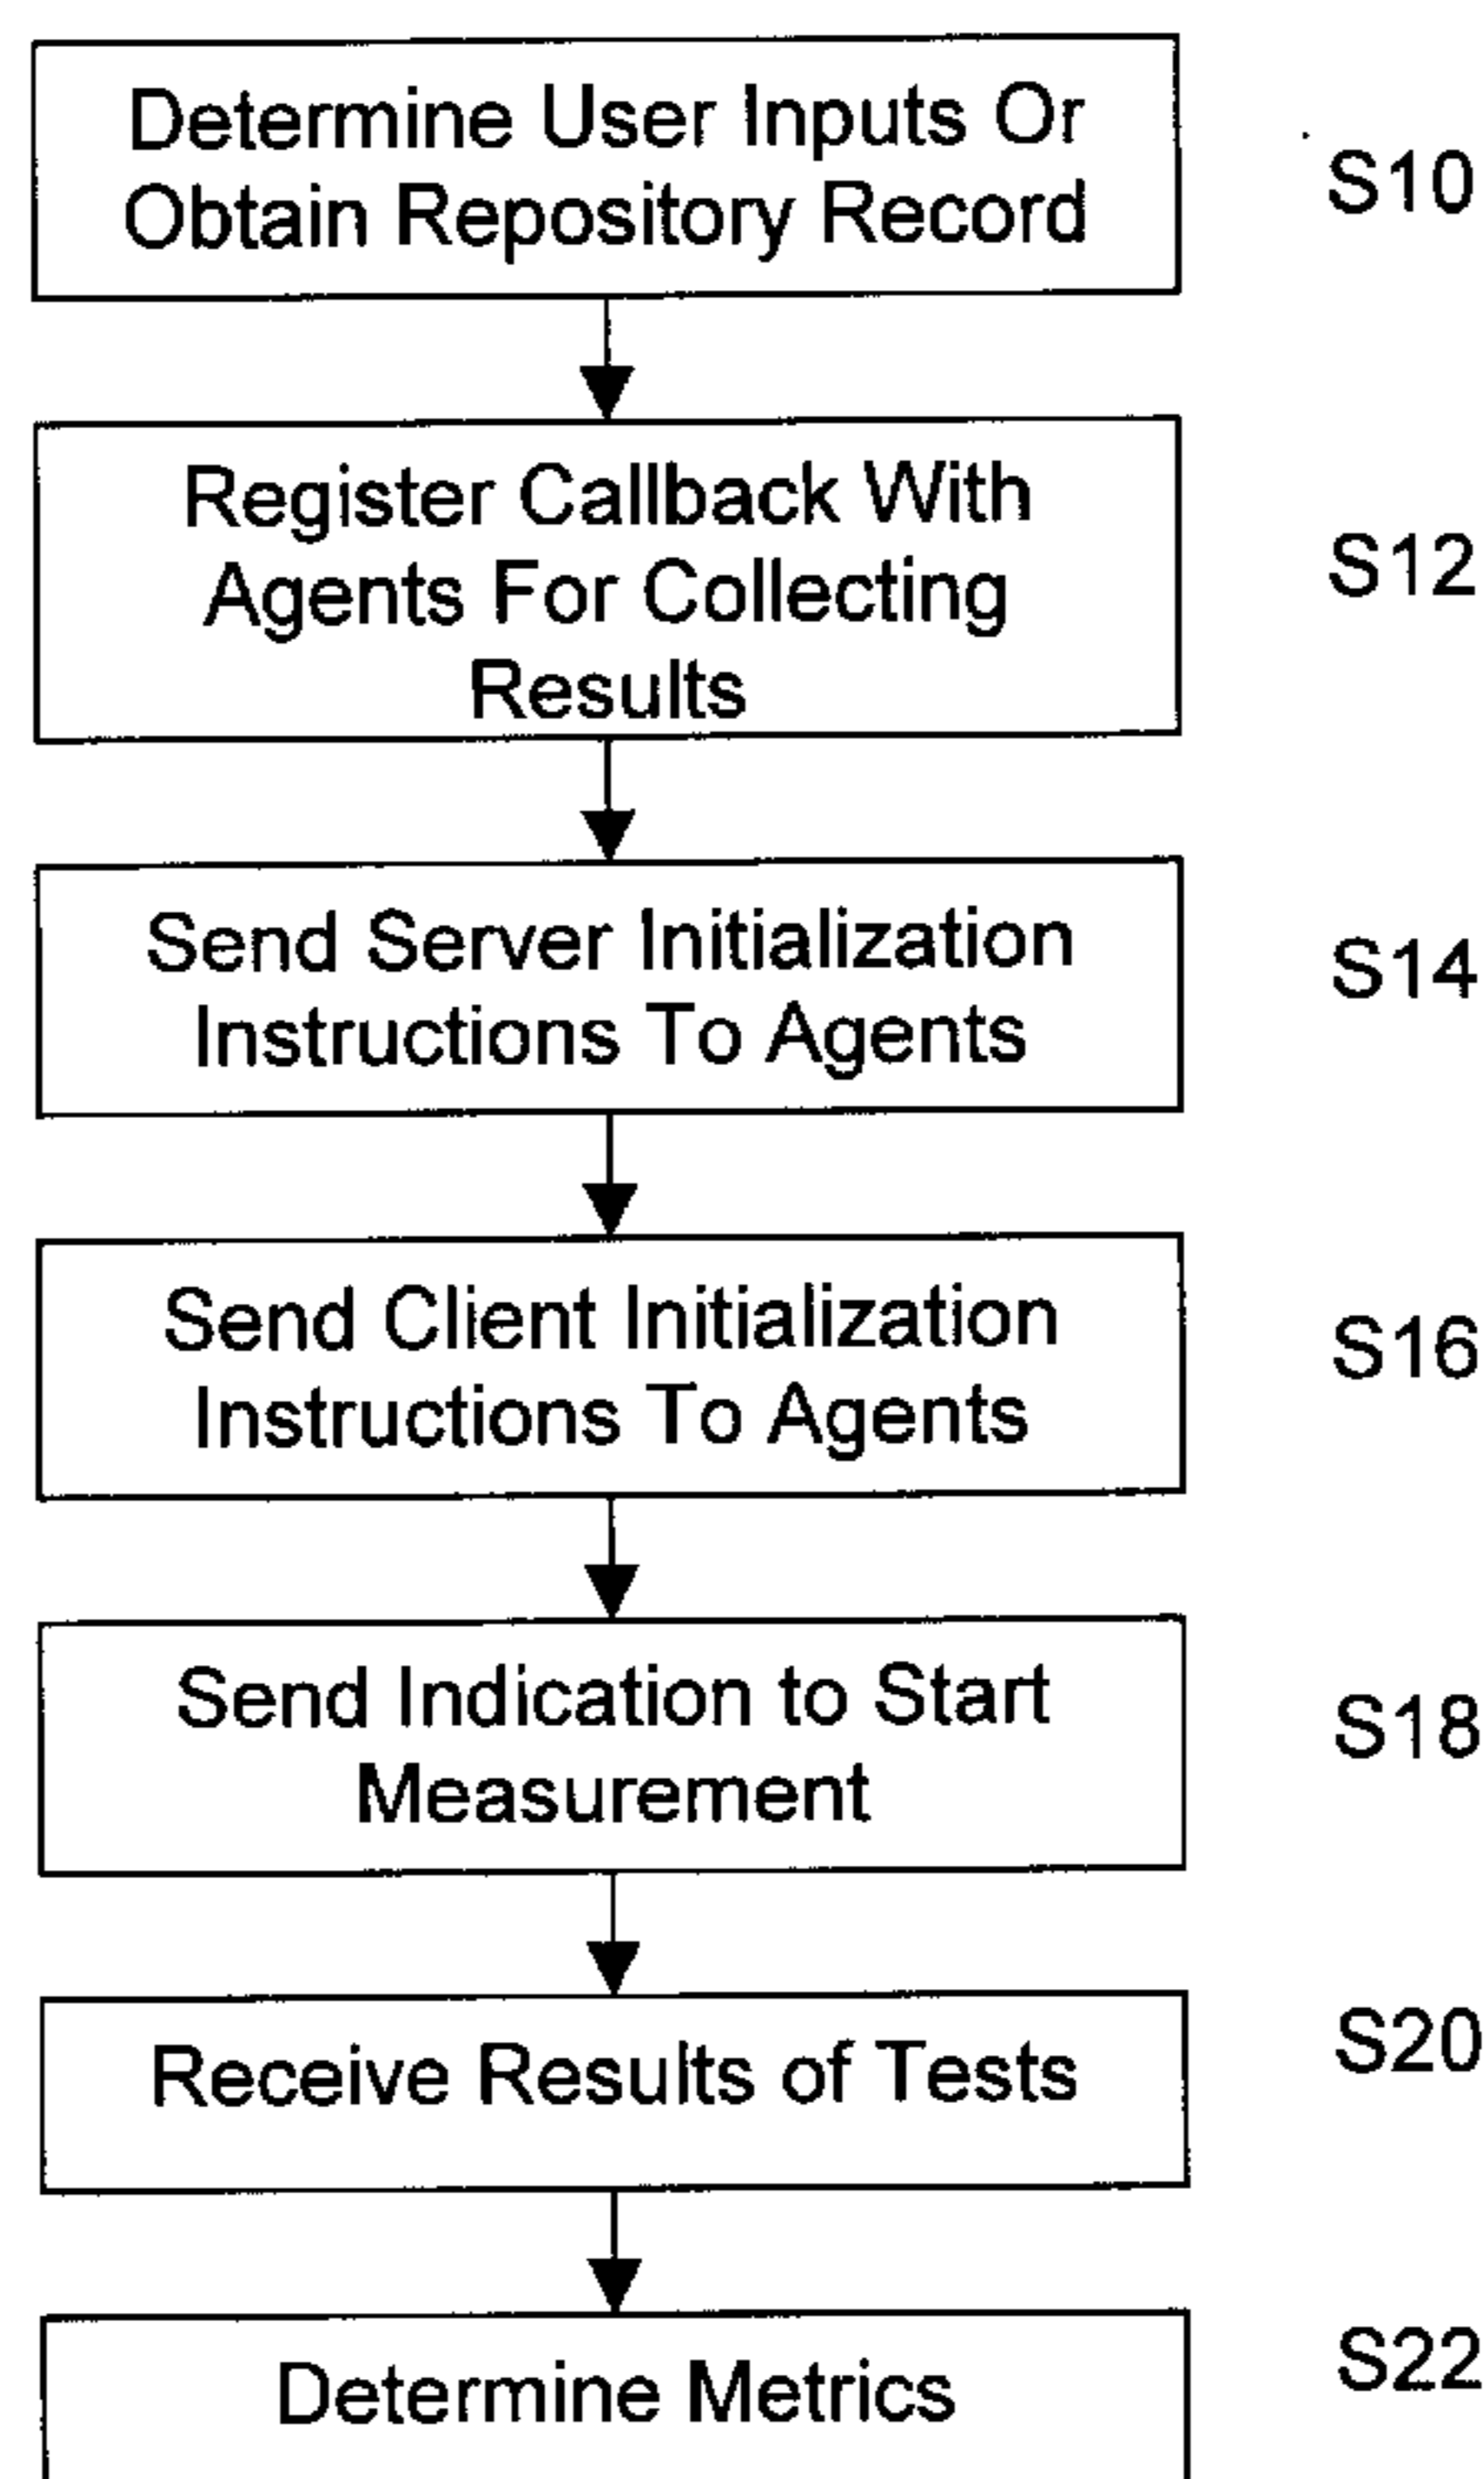 Determine User Inputs Or
Obtain Repository Record
S10
Register Callback With
Agents For Collecting
Results
S12
Send Server Initialization
Instructions To Agents
S14
Send Client Initialization
Instructions To Agents
S16
Send Indication to Start
Measurement
S18
Receive Results of Tests
S20
Determine Metrics
S22